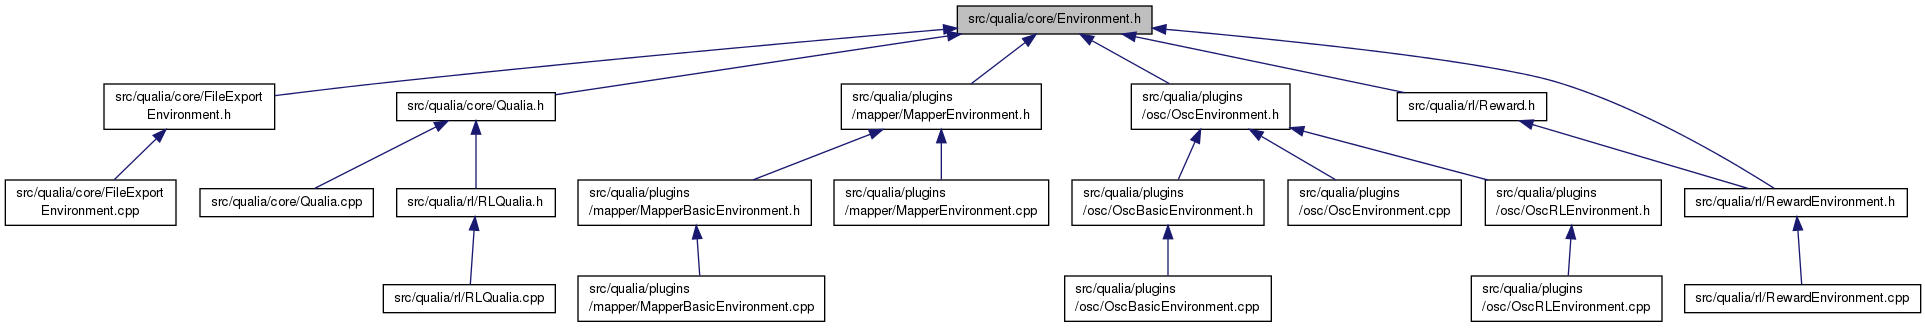 src/qualia/core/Environment.h
src/qualia/core/FileExport
Environment.h
src/qualia/core/Qualia.h
src/qualia/plugins
/mapper/MapperEnvironment.h
src/qualia/plugins
/osc/OscEnvironment.h
src/qualia/rl/Reward.h
src/qualia/core/FileExport
Environment.cpp
src/qualia/core/Qualia.cpp
src/qualia/rl/RLQualia.h
src/qualia/plugins
/mapper/MapperBasicEnvironment.h
src/qualia/plugins
/mapper/MapperEnvironment.cpp
src/qualia/plugins
/osc/OscBasicEnvironment.h
src/qualia/plugins
/osc/OscEnvironment.cpp
src/qualia/plugins
/osc/OscRLEnvironment.h
src/qualia/rl/RewardEnvironment.h
src/qualia/rl/RLQualia.cpp
src/qualia/plugins
/mapper/MapperBasicEnvironment.cpp
src/qualia/plugins
/osc/OscBasicEnvironment.cpp
src/qualia/plugins
/osc/OscRLEnvironment.cpp
src/qualia/rl/RewardEnvironment.cpp